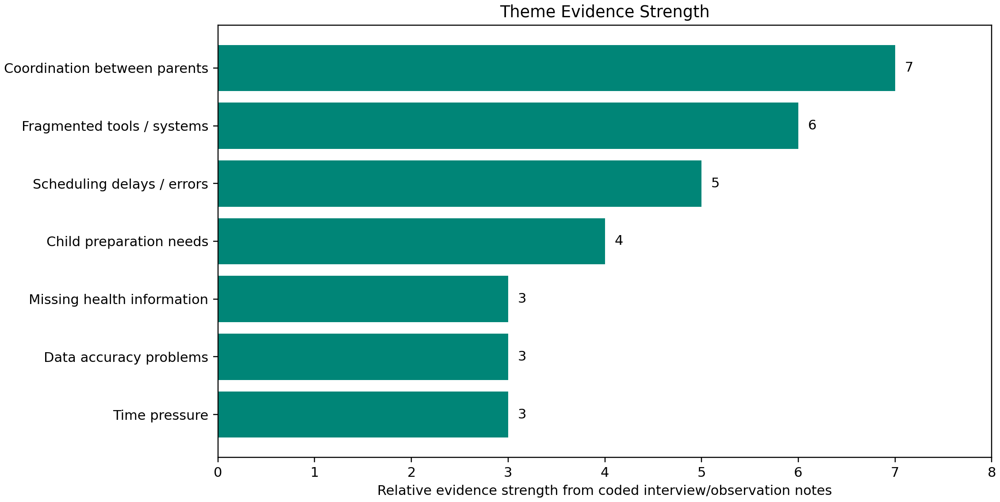 Theme Evidence Strength
Coordination between parents 7
Fragmented tools / systems 6
Scheduling delays / errors 5
Child preparation needs 4
Missing health information 3
Data accuracy problems 3
Time pressure 3
0 1 2 3 4 5 6 7 8
Relative evidence strength from coded interview/observation notes